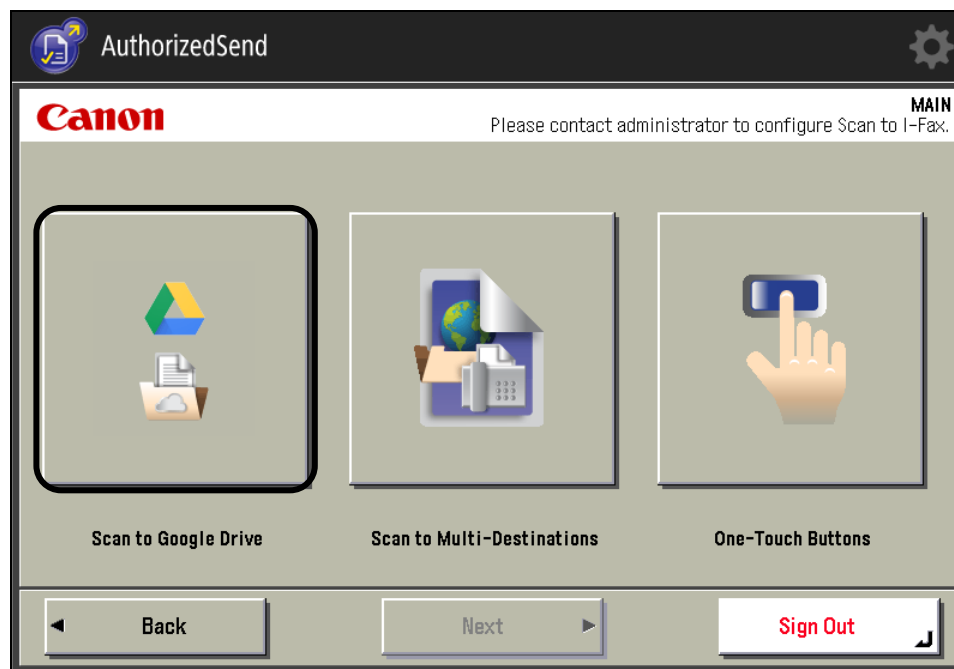 AuthorizedSend
Canon
MAIN
Please contact administrator to configure Scan to I-Fax.
Scan to Google Drive
Scan to Multi-Destinations
One-Touch Buttons
Back
Next
Sign Out